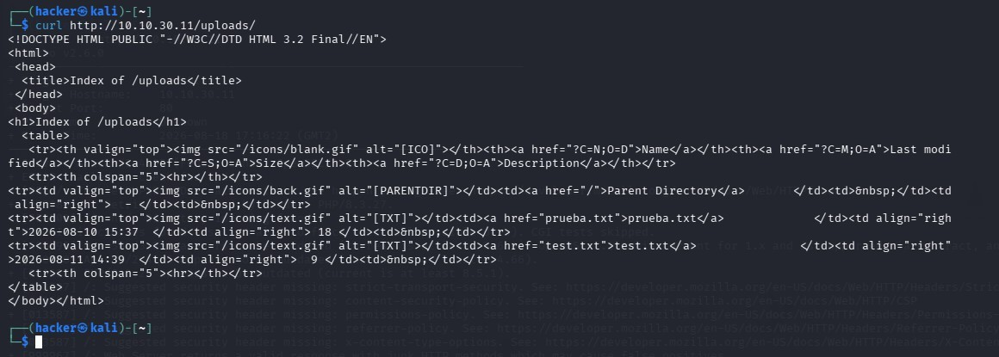 ┌──(hacker㉿kali)-[~]
└─$ curl http://10.10.30.11/uploads/
<!DOCTYPE HTML PUBLIC "-//W3C//DTD HTML 3.2 Final//EN">
<html>
 <head>
  <title>Index of /uploads</title>
 </head>
 <body>
<h1>Index of /uploads</h1>
  <table>
   <tr><th valign="top"><img src="/icons/blank.gif" alt="[ICO]"></th><th><a href="?C=N;O=D">Name</a></th><th><a href="?C=M;O=A">Last modi
fied</a></th><th><a href="?C=S;O=A">Size</a></th><th><a href="?C=D;O=A">Description</a></th></tr>
   <tr><th colspan="5"><hr></th></tr>
<tr><td valign="top"><img src="/icons/back.gif" alt="[PARENTDIR]"></td><td><a href="/">Parent Directory</a>       </td><td>&nbsp;</td><td
 align="right">  - </td><td>&nbsp;</td></tr>
<tr><td valign="top"><img src="/icons/text.gif" alt="[TXT]"></td><td><a href="prueba.txt">prueba.txt</a>             </td><td align="righ
t">2026-08-10 15:37  </td><td align="right"> 18 </td><td>&nbsp;</td></tr>
<tr><td valign="top"><img src="/icons/text.gif" alt="[TXT]"></td><td><a href="test.txt">test.txt</a>               </td><td align="right"
>2026-08-11 14:39  </td><td align="right">  9 </td><td>&nbsp;</td></tr>
   <tr><th colspan="5"><hr></th></tr>
</table>
</body></html>
┌──(hacker㉿kali)-[~]
└─$